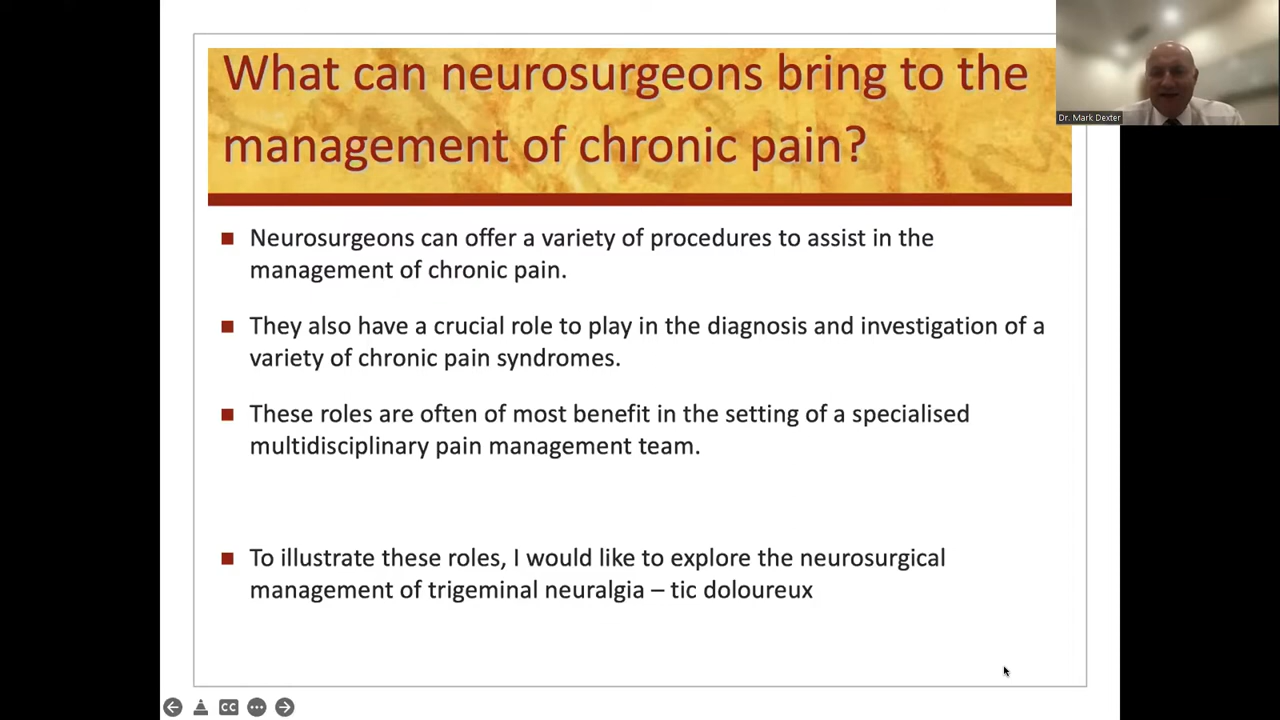 What can neurosurgeons bring to the
management of chronic pain?
Dr. Mark Dexter
Neurosurgeons can offer a variety of procedures to assist in the
management of chronic pain.
They also have a crucial role to play in the diagnosis and investigation of a
variety of chronic pain syndromes.
These roles are often of most benefit in the setting of a specialised
multidisciplinary pain management team.
To illustrate these roles, I would like to explore the neurosurgical
management of trigeminal neuralgia – tic doloureux
CC